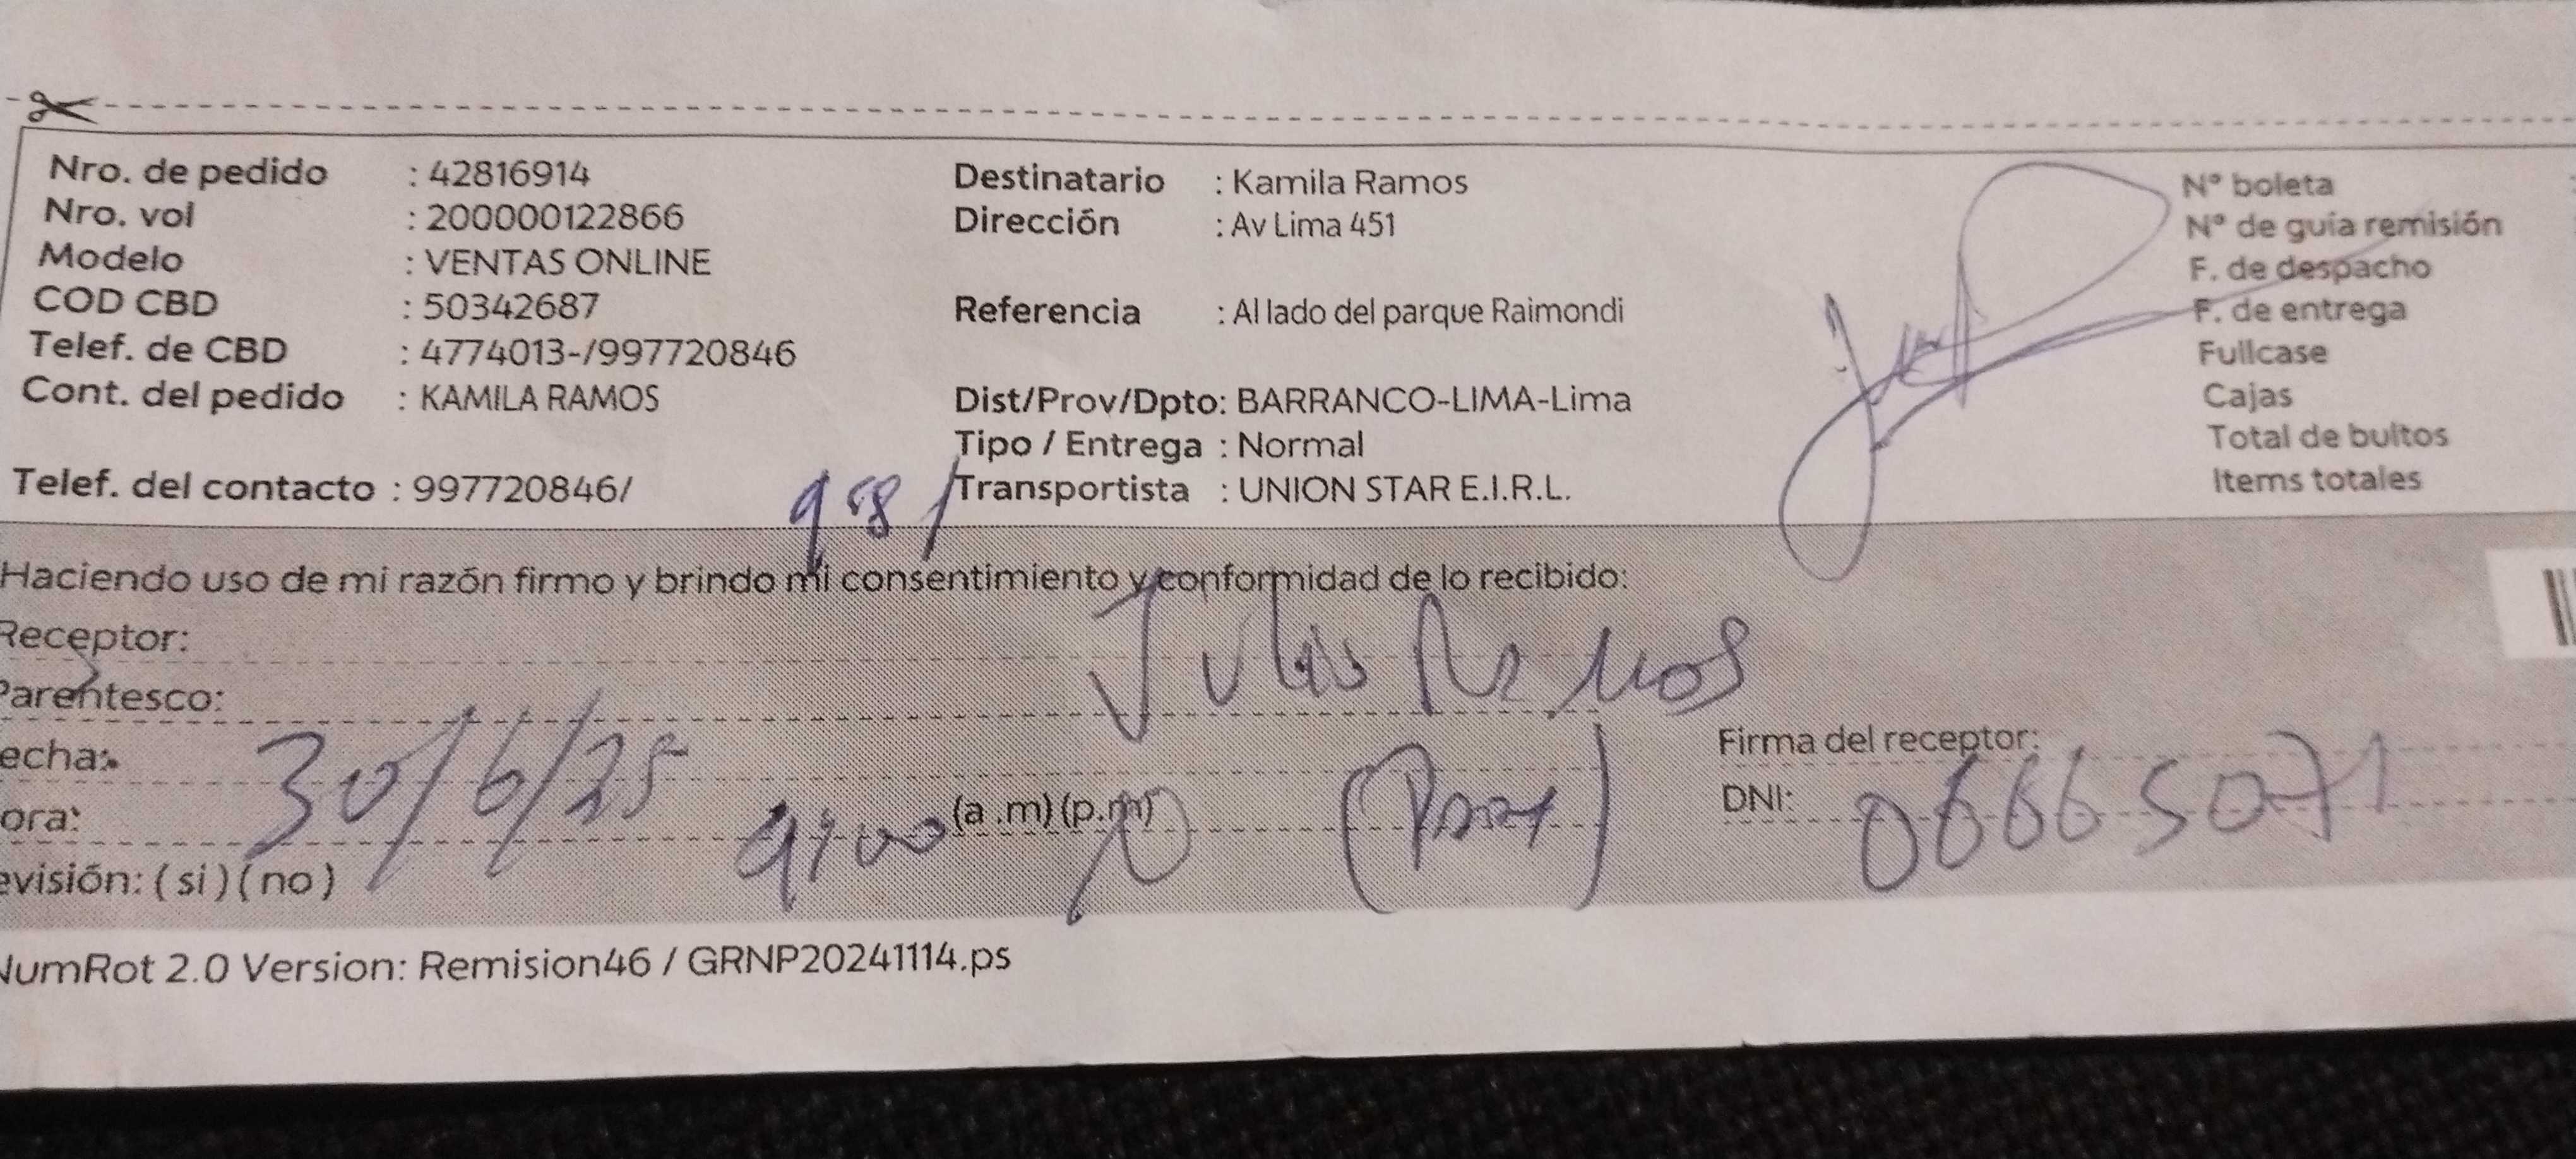 Nro. de pedido : 42816914
Nro. vol : 200000122866
Modelo : VENTAS ONLINE
COD CBD : 50342687
Telef. de CBD : 4774013-/997720846
Cont. del pedido : KAMILA RAMOS
Telef. del contacto : 997720846/
Destinatario : Kamila Ramos
Dirección : Av Lima 451
Referencia : Al lado del parque Raimondi
Dist/Prov/Dpto: BARRANCO-LIMA-Lima
Tipo / Entrega : Normal
Transportista : UNION STAR E.I.R.L.
N° boleta
N° de guía remisión
F. de despacho
F. de entrega
Fullcase
Cajas
Total de bultos
Items totales
Haciendo uso de mi razón firmo y brindo mi consentimiento y conformidad de lo recibido:
Receptor:
Ramos
Parentesco:
echa: 30/6/25
Firma del receptor:
ora: (a .m) (p.m)
DNI: 06665071
evisión: ( si ) ( no )
NumRot 2.0 Version: Remision46 / GRNP20241114.ps